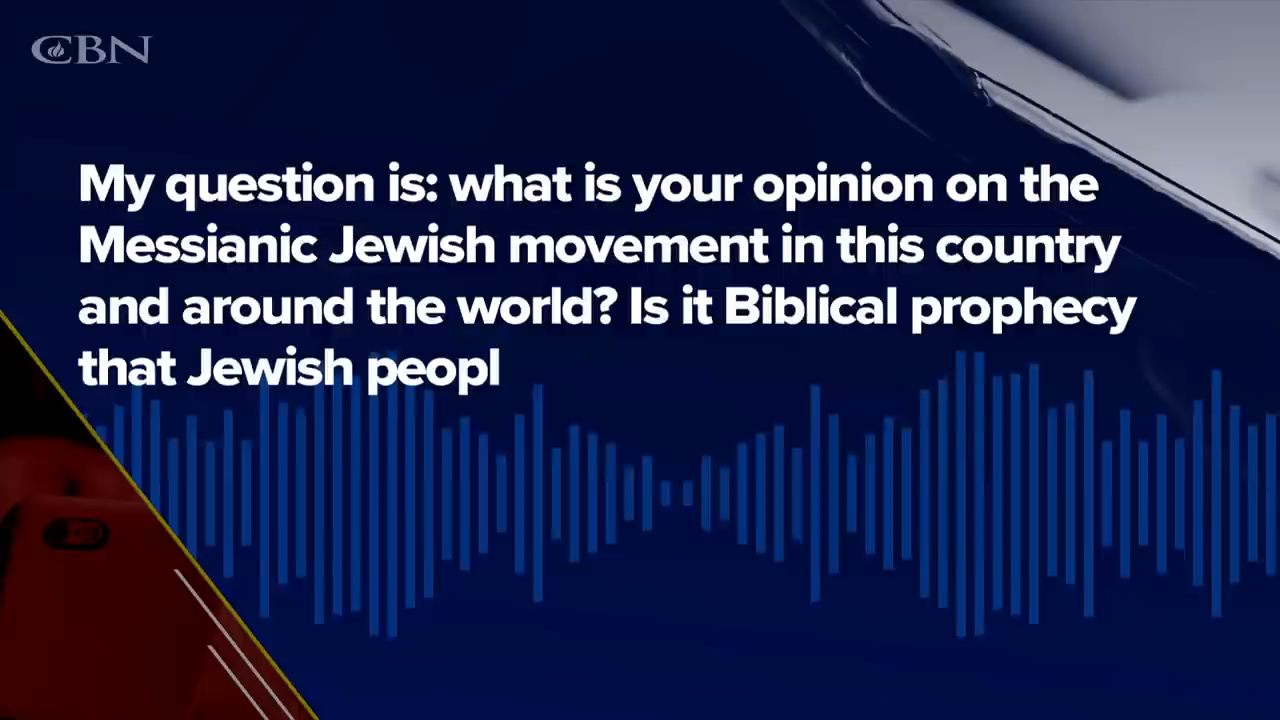 CBN
My question is: what is your opinion on the
Messianic Jewish movement in this country
and around the world? Is it Biblical prophecy
that Jewish peopl